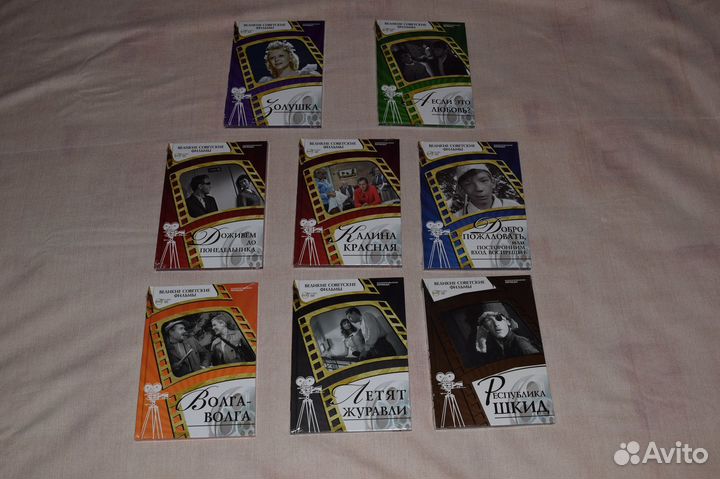 ВЕЛИКИЕ СОВЕТСКИЕ
ФИЛЬМЫ
ЗОЛУШКА
ВЕЛИКИЕ СОВЕТСКИЕ
ФИЛЬМЫ
А ЕСЛИ ЭТО
ЛЮБОВЬ?
ВЕЛИКИЕ СОВЕТСКИЕ
ФИЛЬМЫ
ДОЖИВЕМ ДО
ПОНЕДЕЛЬНИКА
ВЕЛИКИЕ СОВЕТСКИЕ
ФИЛЬМЫ
КАЛИНА
КРАСНАЯ
ВЕЛИКИЕ СОВЕТСКИЕ
ФИЛЬМЫ
ДОБРО
ПОЖАЛОВАТЬ,
ИЛИ
ПОСТОРОННИМ
ВХОД ВОСПРЕЩЕН
ВЕЛИКИЕ СОВЕТСКИЕ
ФИЛЬМЫ
ВОЛГА-
ВОЛГА
ВЕЛИКИЕ СОВЕТСКИЕ
ФИЛЬМЫ
ЛЕТЯТ
ЖУРАВЛИ
ВЕЛИКИЕ СОВЕТСКИЕ
ФИЛЬМЫ
РЕСПУБЛИКА
ШКИД
Avito